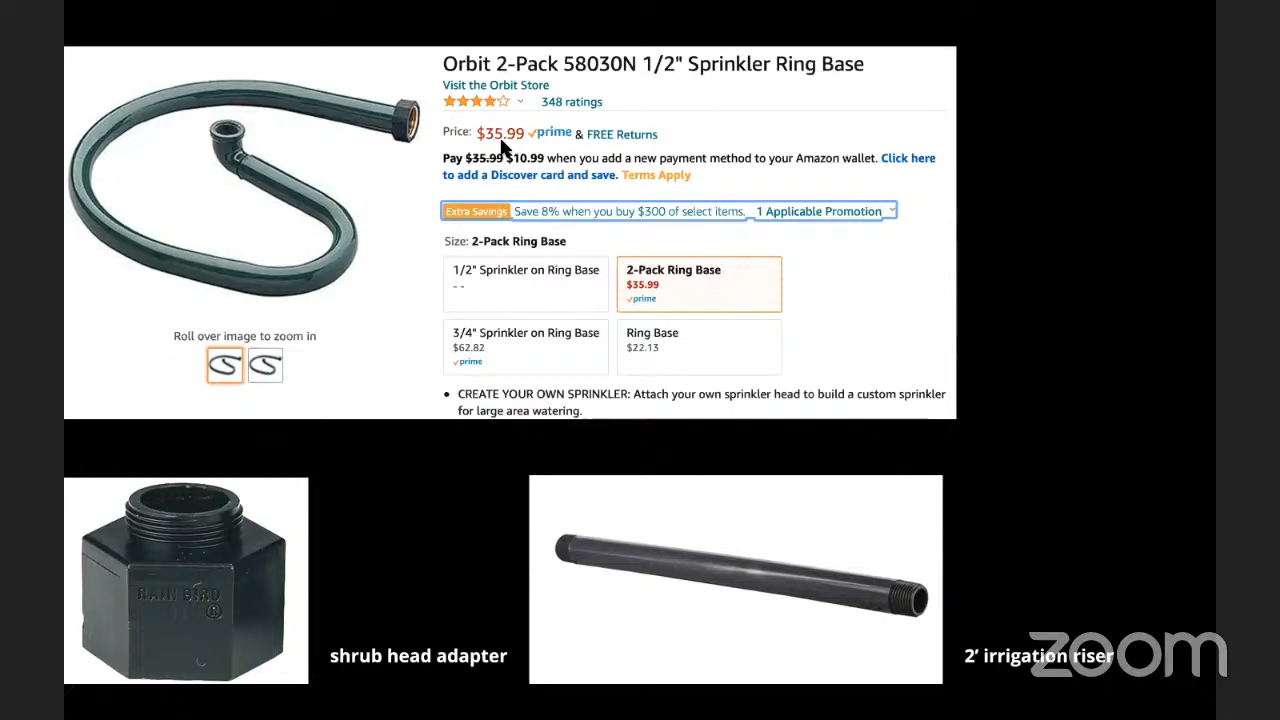 Orbit 2-Pack 58030N 1/2" Sprinkler Ring Base
Visit the Orbit Store
348 ratings
Price: $35.99 prime & FREE Returns
Pay $35.99 $10.99 when you add a new payment method to your Amazon wallet. Click here
to add a Discover card and save. Terms Apply
Extra Savings Save 8% when you buy $300 of select items. 1 Applicable Promotion
Size: 2-Pack Ring Base
1/2" Sprinkler on Ring Base
--
2-Pack Ring Base
$35.99
prime
3/4" Sprinkler on Ring Base
$62.82
prime
Ring Base
$22.13
Roll over image to zoom in
• CREATE YOUR OWN SPRINKLER: Attach your own sprinkler head to build a custom sprinkler
for large area watering.
RAIN BIRD ®
shrub head adapter
2’ irrigation riser
zoom